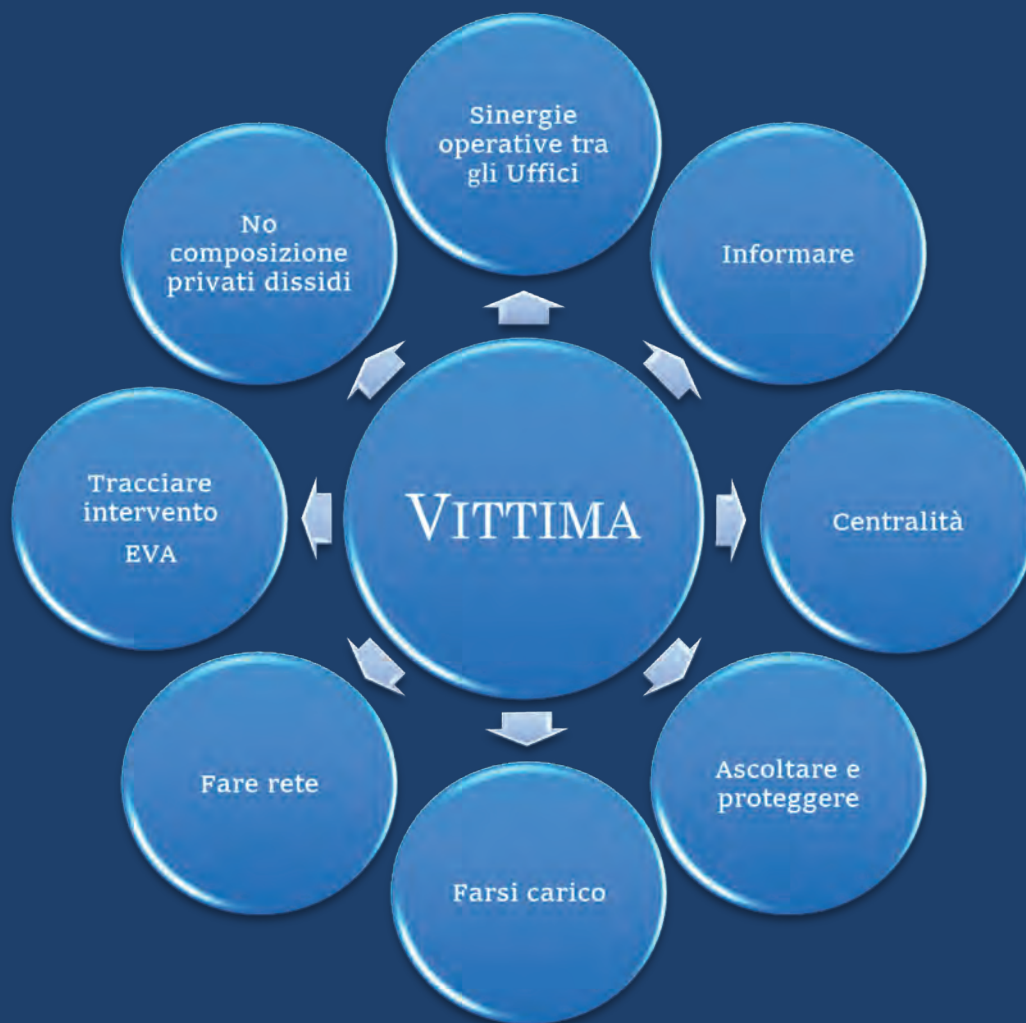 Sinergie
operative tra
gli Uffici
Informare
Centralità
Ascoltare e
proteggere
Farsi carico
Fare rete
Tracciare
intervento
EVA
No
composizione
privati dissidi
VITTIMA